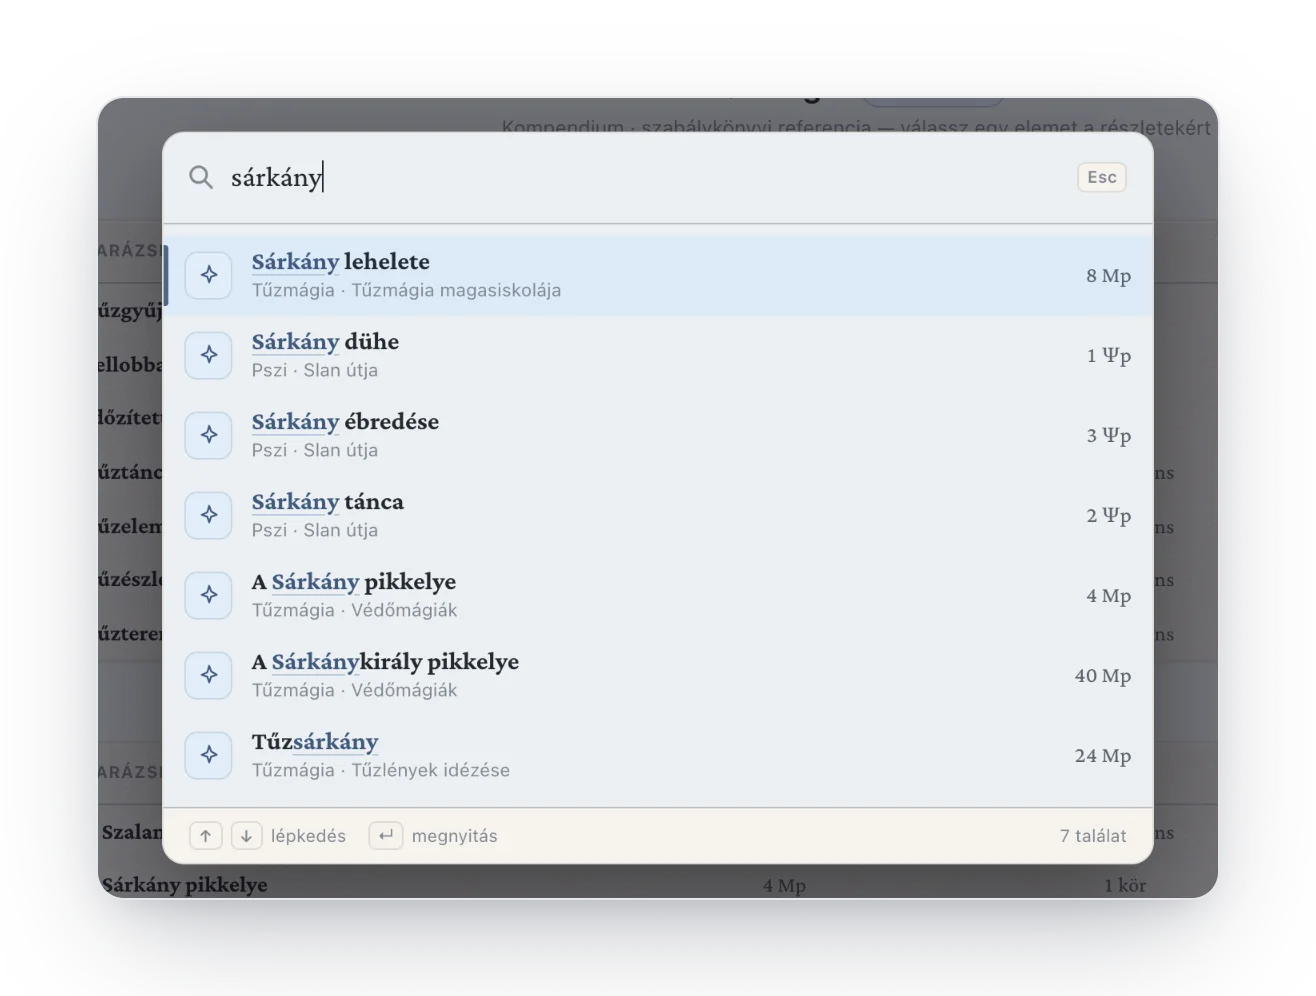 Kompendium · szabálykönyvi referencia — válassz egy elemet a részletekért
sárkány
Esc
Sárkány lehelete
Tűzmágia · Tűzmágia magasiskolája
8 Mp
Sárkány dühe
Pszi · Slan útja
1 Ψp
Sárkány ébredése
Pszi · Slan útja
3 Ψp
Sárkány tánca
Pszi · Slan útja
2 Ψp
A Sárkány pikkelye
Tűzmágia · Védőmágiák
4 Mp
A Sárkánykirály pikkelye
Tűzmágia · Védőmágiák
40 Mp
Tűzsárkány
Tűzmágia · Tűzlények idézése
24 Mp
↑ ↓ lépkedés ↵ megnyitás
7 találat
Sárkány pikkelye 4 Mp 1 kör